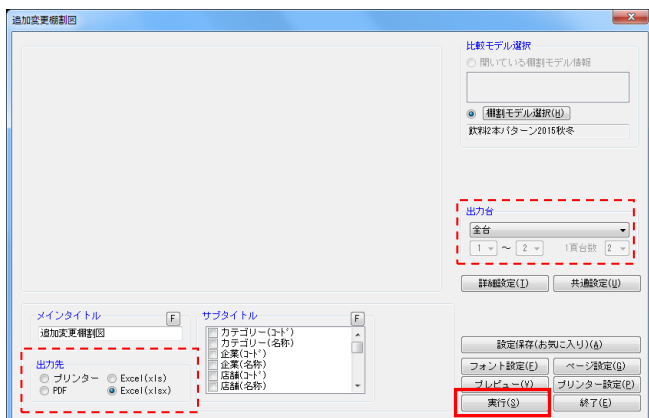 追加変更棚割図
比較モデル選択
開いている棚割モデル情報
棚割モデル選択(H)
飲料2本パターン2015秋冬
出力台
全台
1 ～ 2 1頁台数 2
詳細設定(I) 共通設定(U)
メインタイトル F
追加変更棚割図
サブタイトル F
カテゴリー(コード)
カテゴリー(名称)
企業(コード)
企業(名称)
店舗(コード)
店舗(名称)
出力先
プリンター Excel(xls)
PDF Excel(xlsx)
設定保存(お気に入り)(A)
フォント設定(F) ページ設定(G)
プレビュー(V) プリンター設定(P)
実行(S) 終了(E)